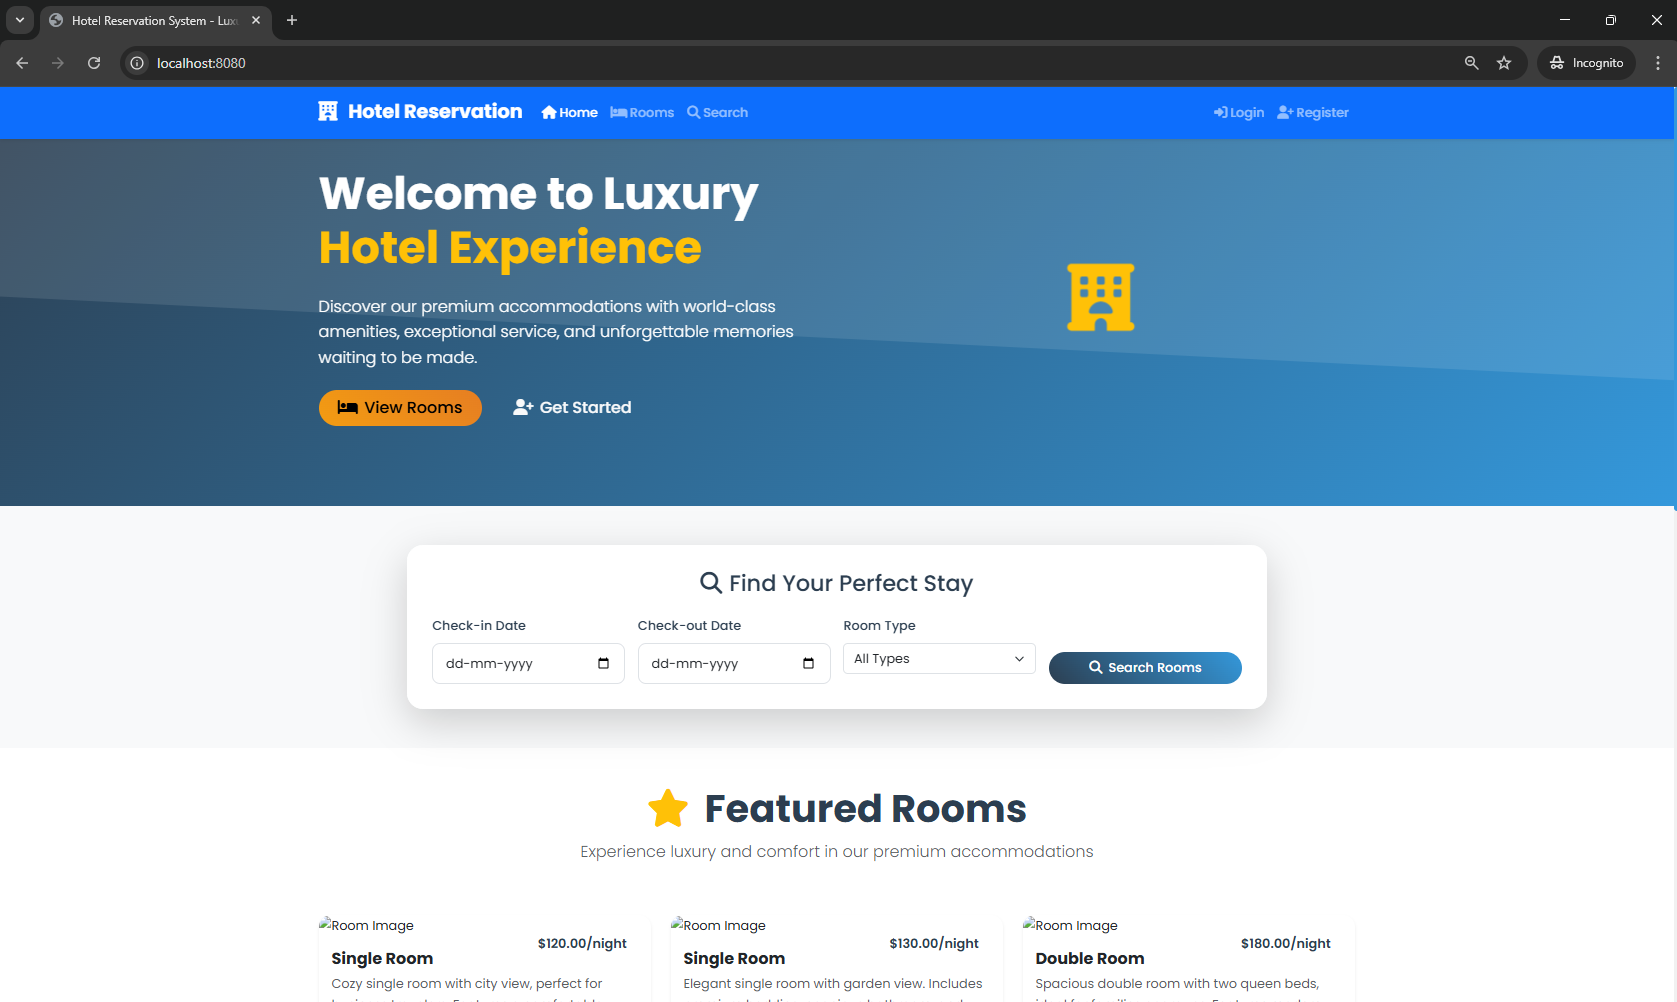 Hotel Reservation System - Lux
localhost:8080
Incognito
Hotel Reservation Home Rooms Search Login Register
Welcome to Luxury
Hotel Experience
Discover our premium accommodations with world-class
amenities, exceptional service, and unforgettable memories
waiting to be made.
View Rooms Get Started
Find Your Perfect Stay
Check-in Date Check-out Date Room Type
dd-mm-yyyy dd-mm-yyyy All Types Search Rooms
Featured Rooms
Experience luxury and comfort in our premium accommodations
Room Image
$120.00/night
Single Room
Cozy single room with city view, perfect for
Room Image
$130.00/night
Single Room
Elegant single room with garden view. Includes
Room Image
$180.00/night
Double Room
Spacious double room with two queen beds,